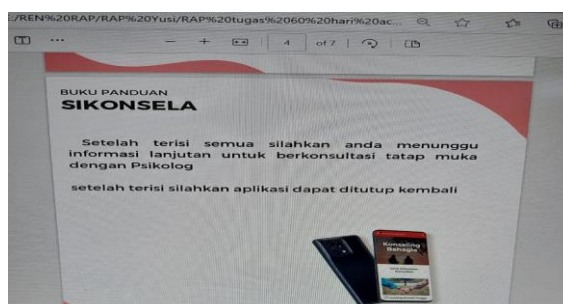 E:/REN%20RAP/RAP%20Yusi/RAP%20tugas%2060%20hari%20ac...
4 of 7
BUKU PANDUAN
SIKONSELA
Setelah terisi semua silahkan anda menunggu
informasi lanjutan untuk berkonsultasi tatap muka
dengan Psikolog
setelah terisi silahkan aplikasi dapat ditutup kembali
Konseling
Bahagia